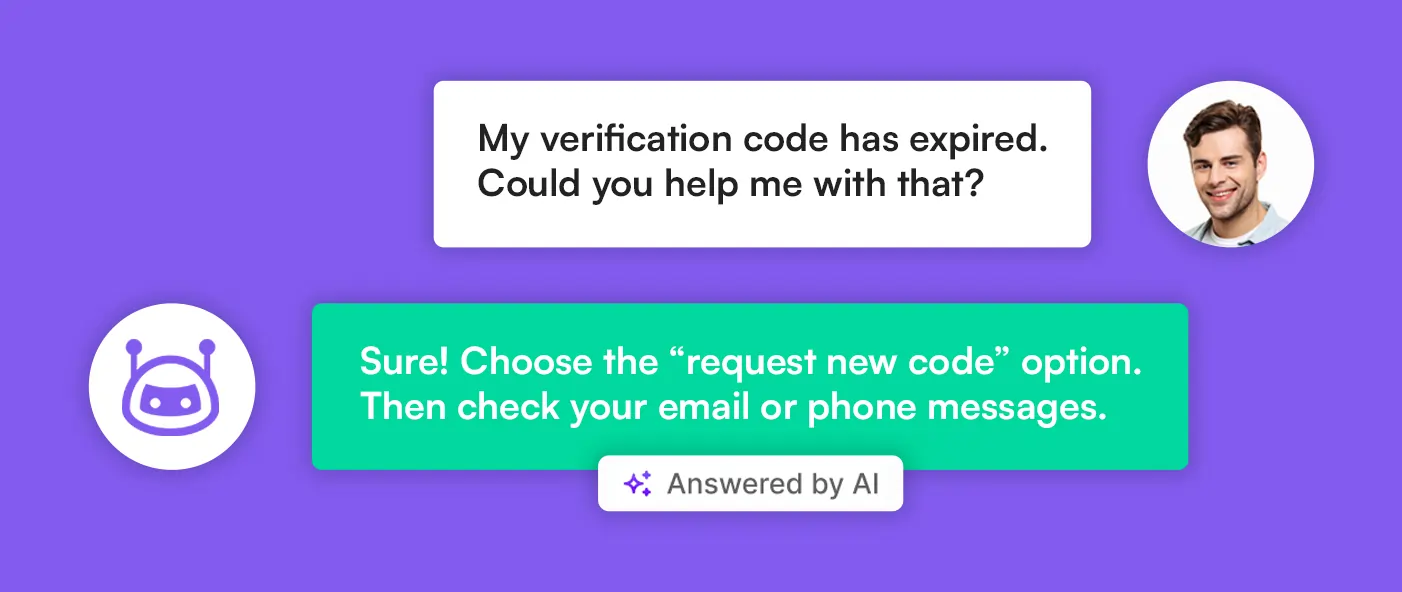 My verification code has expired.
Could you help me with that?
Sure! Choose the “request new code” option.
Then check your email or phone messages.
Answered by AI